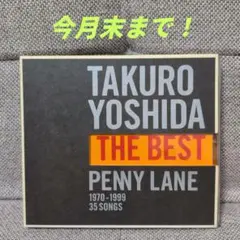 今月末まで！
TAKURO
YOSHIDA
THE BEST
PENNY LANE
1970-1999
35 SONGS